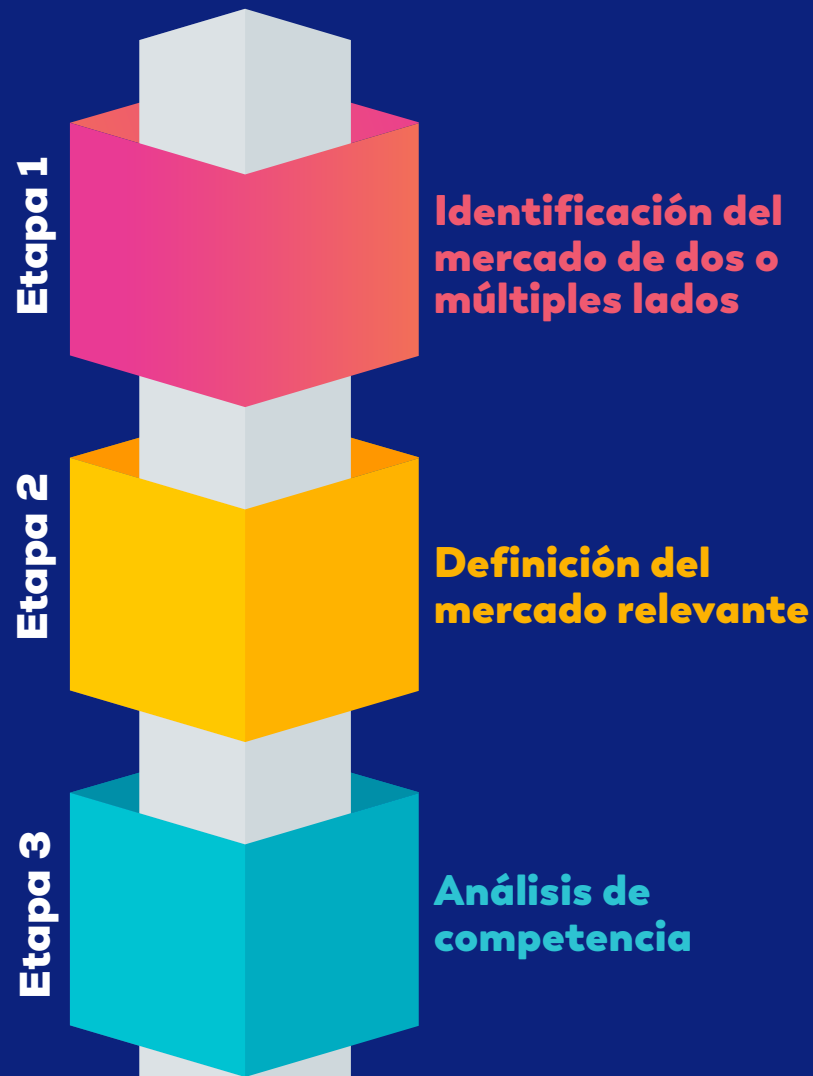 Etapa 1
Identificación del
mercado de dos o
múltiples lados
Etapa 2
Definición del
mercado relevante
Etapa 3
Análisis de
competencia